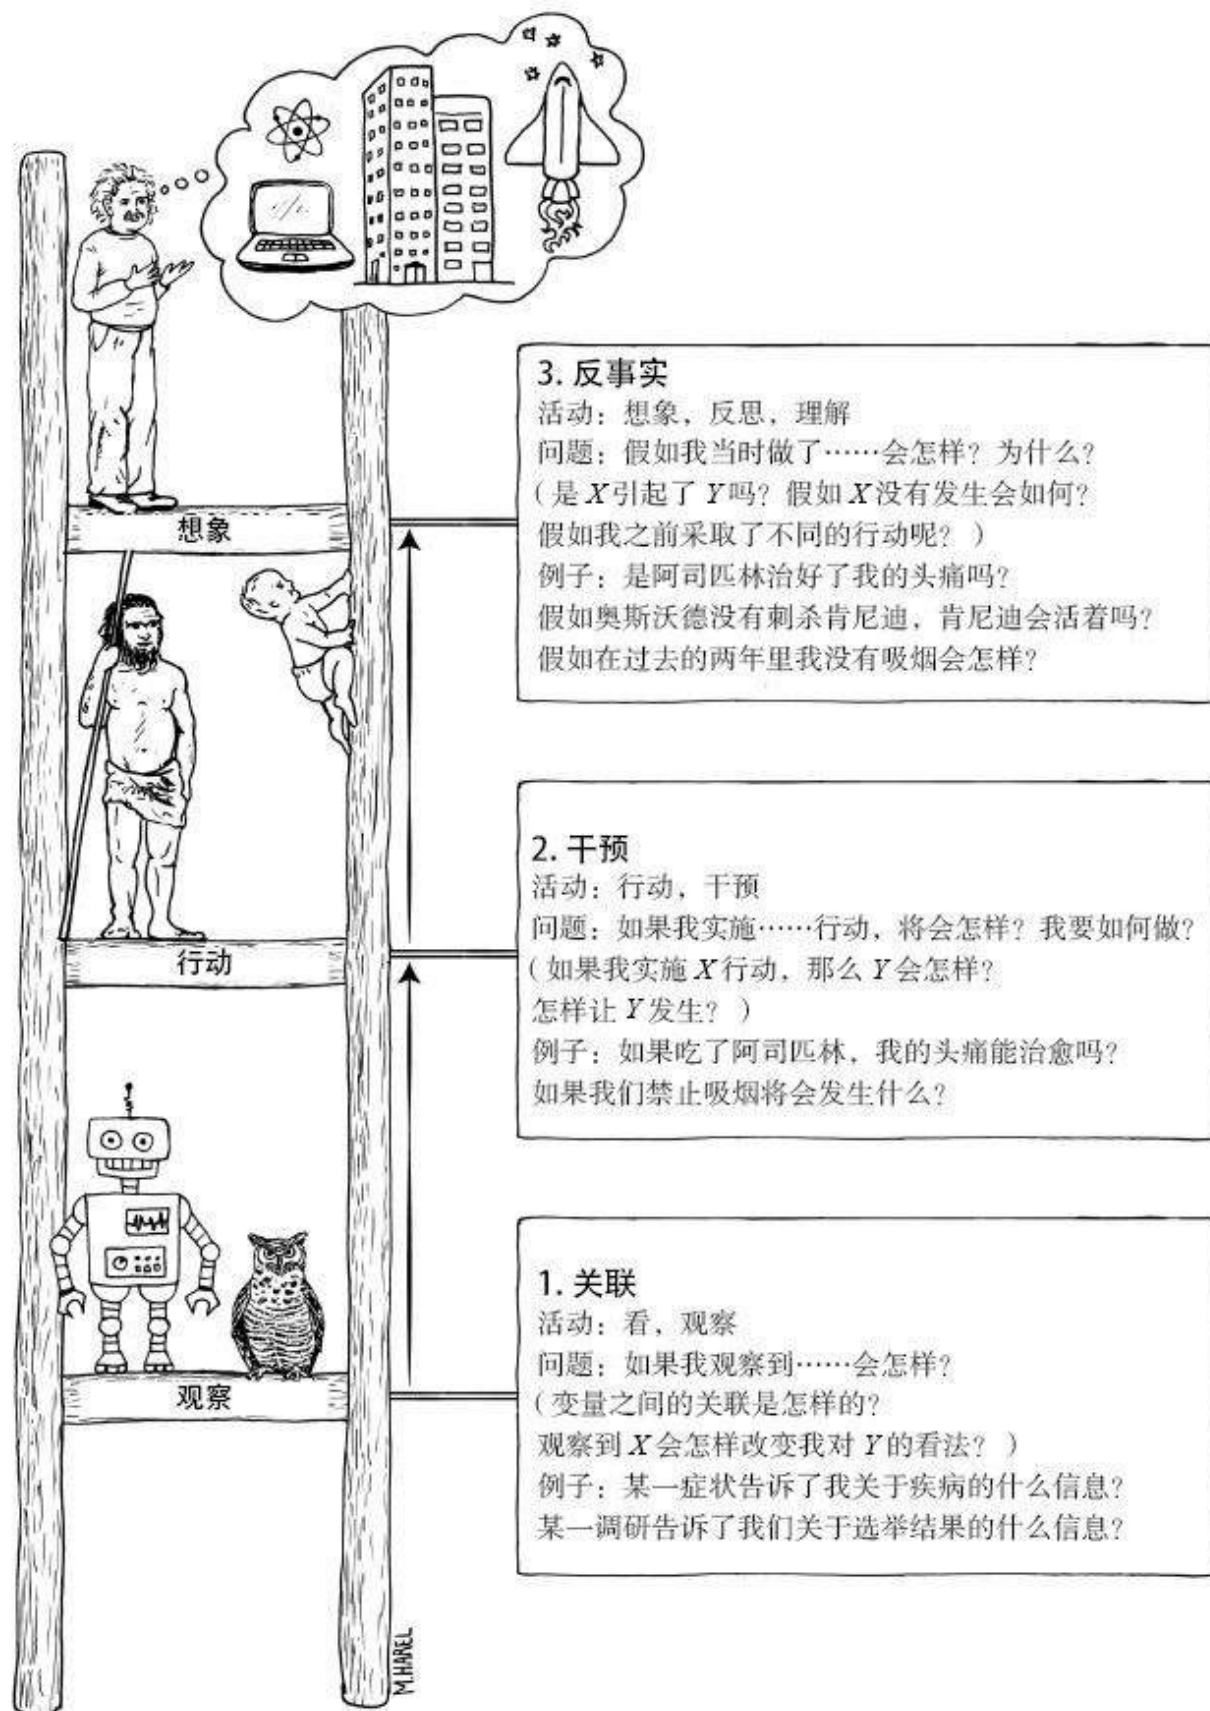 3. 反事实
活动：想象，反思，理解
问题：假如我当时做了……会怎样？为什么？
（是X引起了Y吗？假如X没有发生会如何？
假如我之前采取了不同的行动呢？）
例子：是阿司匹林治好了我的头痛吗？
假如奥斯沃德没有刺杀肯尼迪，肯尼迪会活着吗？
假如在过去的两年里我没有吸烟会怎样？
想象
2. 干预
活动：行动，干预
问题：如果我实施……行动，将会怎样？我要如何做？
（如果我实施X行动，那么Y会怎样？
怎样让Y发生？）
例子：如果吃了阿司匹林，我的头痛能治愈吗？
如果我们禁止吸烟将会发生什么？
行动
1. 关联
活动：看，观察
问题：如果我观察到……会怎样？
（变量之间的关联是怎样的？
观察到X会怎样改变我对Y的看法？）
例子：某一症状告诉了我关于疾病的什么信息？
某一调研告诉了我们关于选举结果的什么信息？
观察
M.HAREL